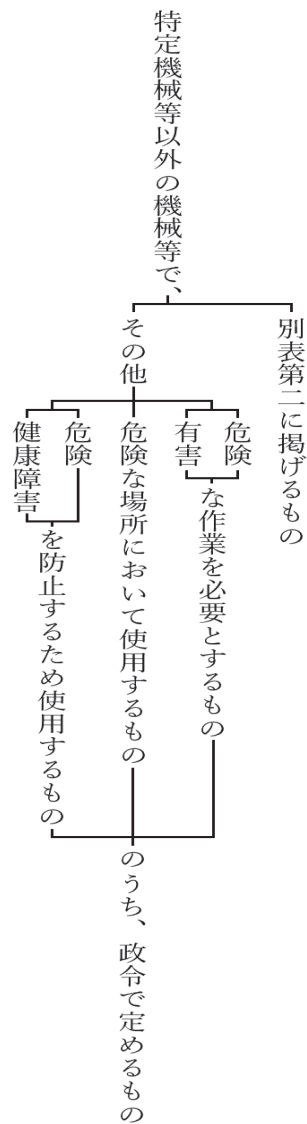 特定機械等以外の機械等で、
別表第二に掲げるもの
その他
危険
有害
な作業を必要とするもの
危険な場所において使用するもの
危険
健康障害
を防止するため使用するもの
のうち、政令で定めるもの